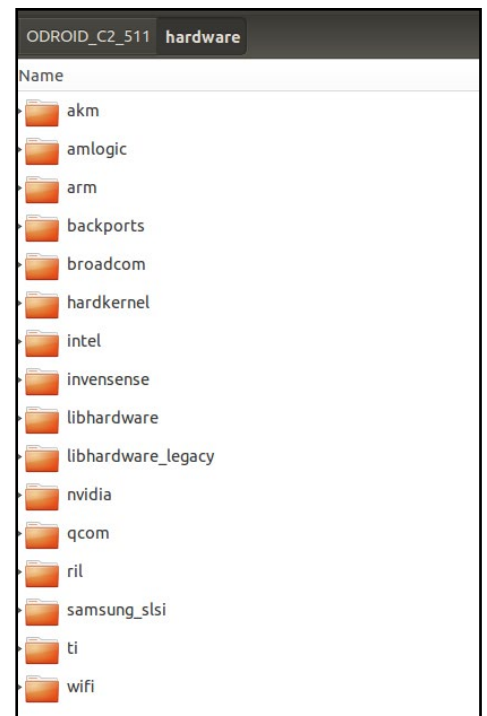 ODROID_C2_511 hardware
Name
akm
amlogic
arm
backports
broadcom
hardkernel
intel
invensense
libhardware
libhardware_legacy
nvidia
qcom
ril
samsung_slsi
ti
wifi